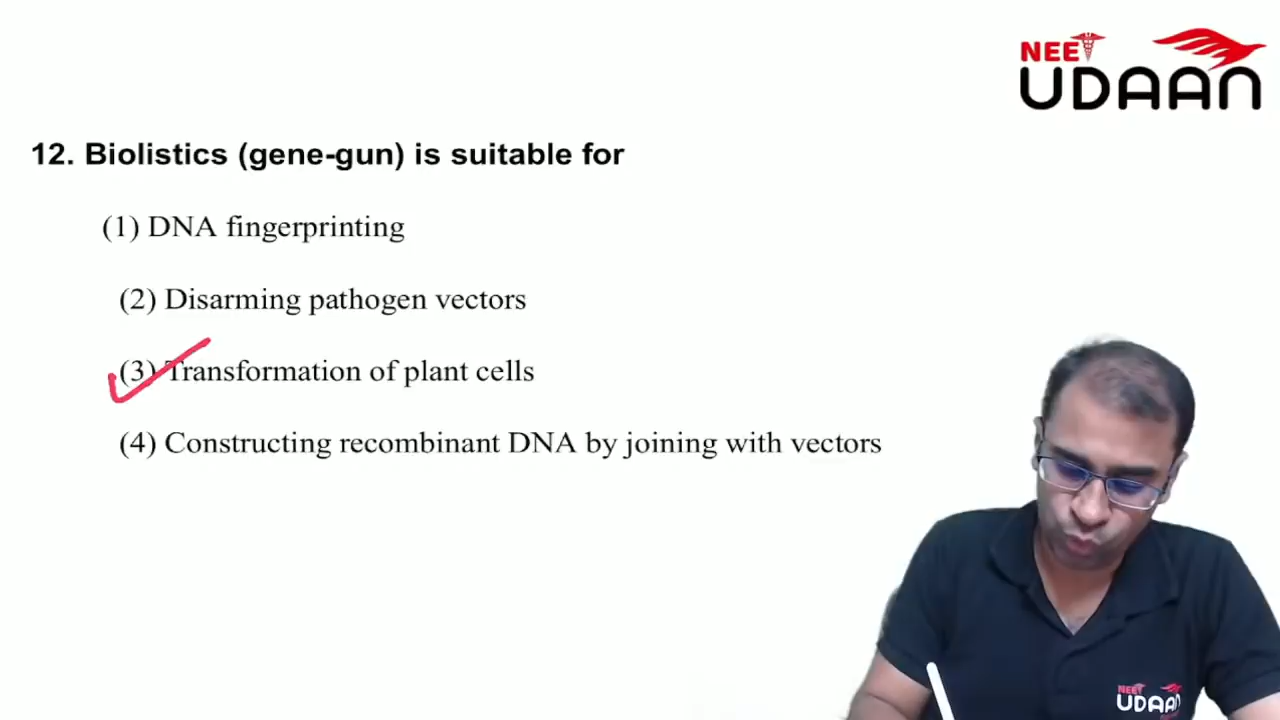 NEET
UDAAN
12. Biolistics (gene-gun) is suitable for
(1) DNA fingerprinting
(2) Disarming pathogen vectors
(3) Transformation of plant cells
(4) Constructing recombinant DNA by joining with vectors
NEET
UDAAN